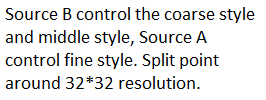 Source B control the coarse style
and middle style, Source A
control fine style. Split point
around 32*32 resolution.